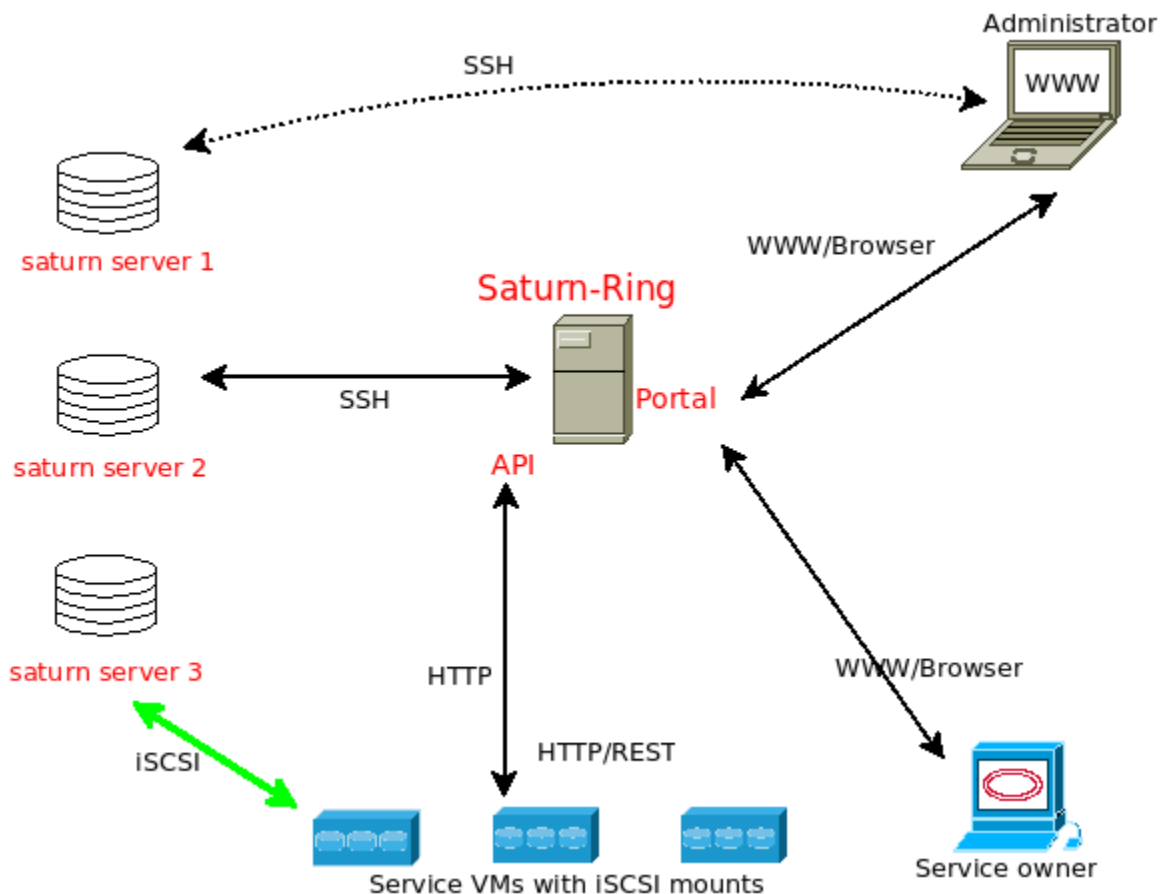 Administrator
SSH
WWW
saturn server 1
WWW/Browser
Saturn-Ring
SSH
Portal
saturn server 2
API
saturn server 3
HTTP
WWW/Browser
iSCSI
HTTP/REST
Service owner
Service VMs with iSCSI mounts